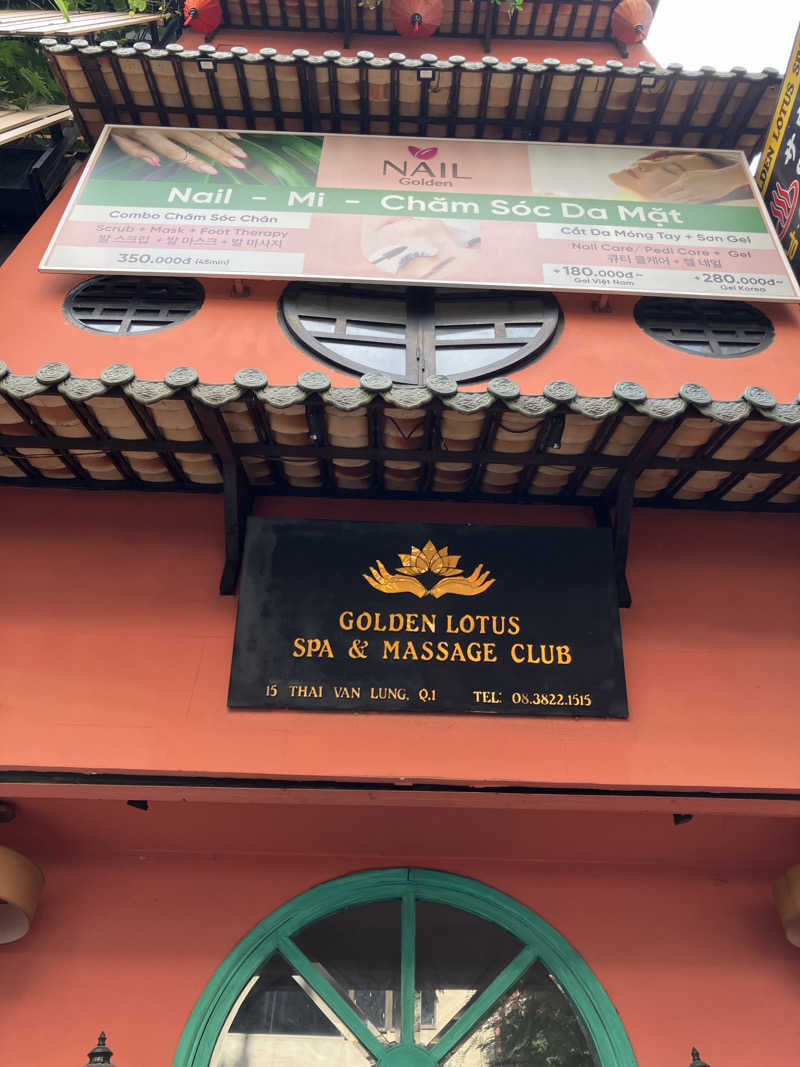 NAIL
Golden
Nail - Mi - Chăm Sóc Da Mặt
Combo Chăm Sóc Chân
Scrub + Mask + Foot Therapy
발 스크럽 + 발 마스크 + 발 마사지
350.000đ (45min)
Cắt Da Móng Tay + Sơn Gel
Nail Care/ Pedi Care + Gel
큐티클케어 + 젤 네일
+180.000đ~
Gel Việt Nam
+280.000đ~
Gel Korea
GOLDEN LOTUS
GOLDEN LOTUS
SPA & MASSAGE CLUB
15 THAI VAN LUNG, Q.1 TEL: 08.3822.1515